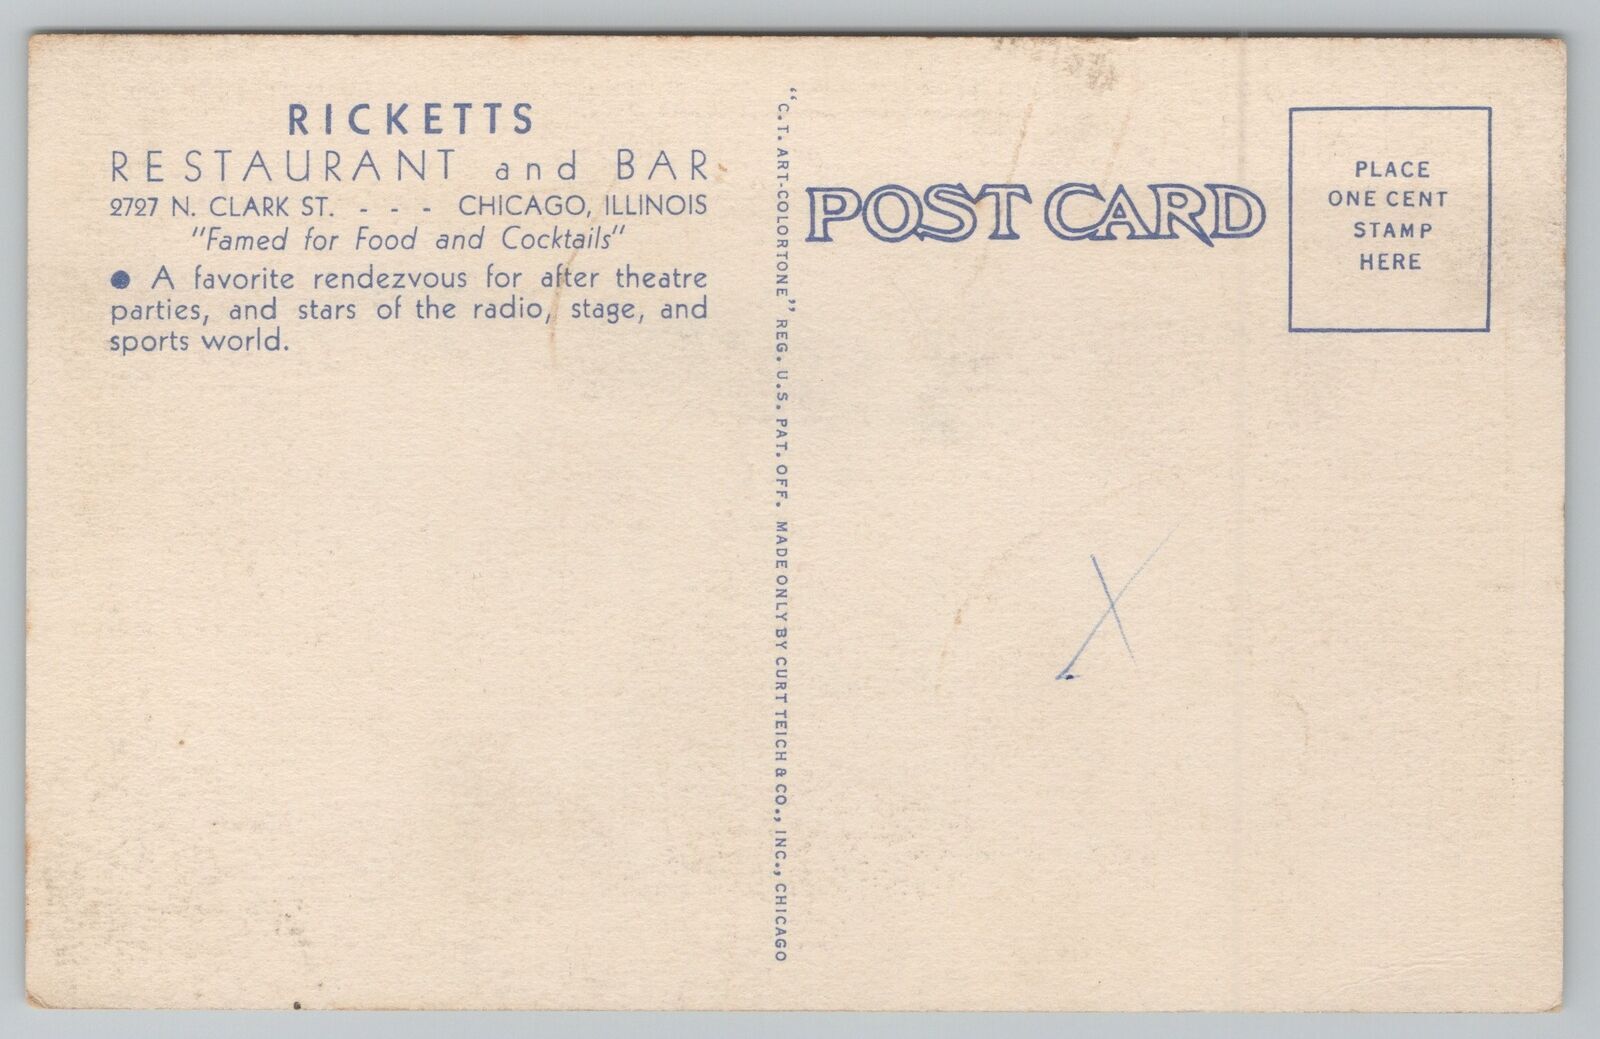 RICKETTS
RESTAURANT and BAR
2727 N. CLARK ST. - - - CHICAGO, ILLINOIS
"Famed for Food and Cocktails"
● A favorite rendezvous for after theatre
parties, and stars of the radio, stage, and
sports world.
"C.T. ART-COLORTONE" REG. U.S. PAT. OFF. MADE ONLY BY CURT TEICH & CO., INC., CHICAGO
POST CARD
PLACE
ONE CENT
STAMP
HERE
X